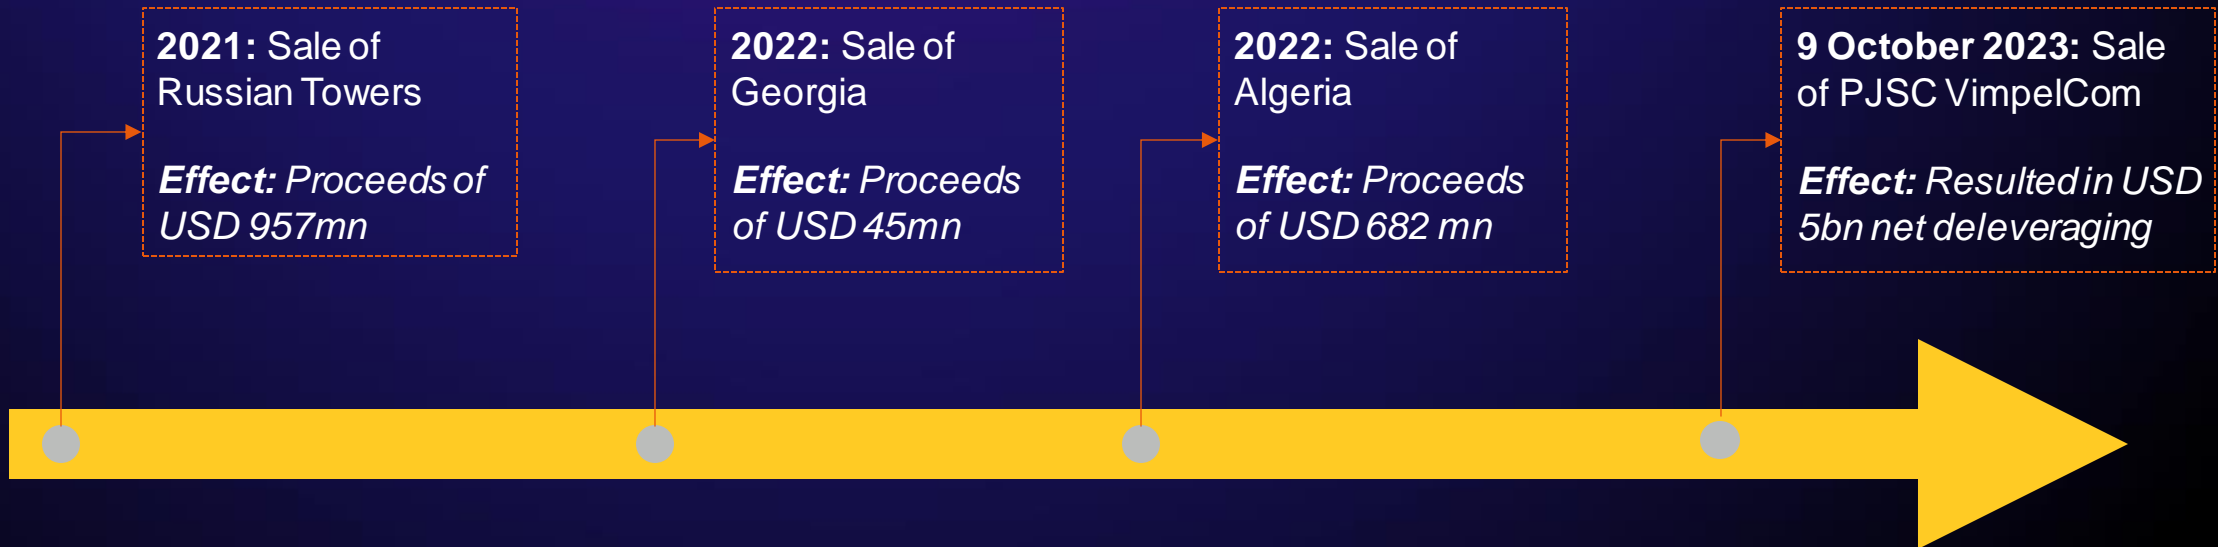 2021: Sale of
Russian Towers
Effect: Proceeds of
USD 957mn
2022: Sale of
Georgia
Effect: Proceeds
of USD 45mn
2022: Sale of
Algeria
Effect: Proceeds
of USD 682 mn
9 October 2023: Sale
of PJSC VimpelCom
Effect: Resulted in USD
5bn net deleveraging